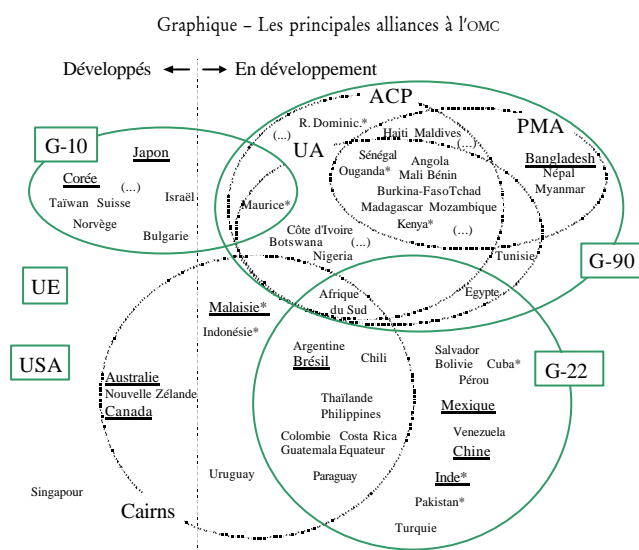 Graphique – Les principales alliances à l'OMC
Développés
En développement
ACP
R. Dominic.*
(...)
Haïti Maldives
(...)
PMA
G-10
UA
Japon
Sénégal
Angola
Bangladesh
Ouganda*
Mali Bénin
Népal
Corée
(...)
Burkina-FasoTchad
Myanmar
Israël
Taïwan Suisse
Maurice*
Madagascar Mozambique
Norvège
Kenya*
(...)
Côte d'Ivoire
Bulgarie
Botswana
(...)
Nigeria
Tunisie
G-90
UE
Malaisie*
Afrique
du Sud
Egypte
Indonésie*
Argentine
Salvador
USA
Brésil
Chili
Bolivie Cuba*
G-22
Pérou
Australie
Nouvelle Zélande
Thaïlande
Mexique
Canada
Philippines
Venezuela
Colombie Costa Rica
Guatemala Equateur
Chine
Uruguay
Paraguay
Inde*
Singapour
Pakistan*
Cairns
Turquie